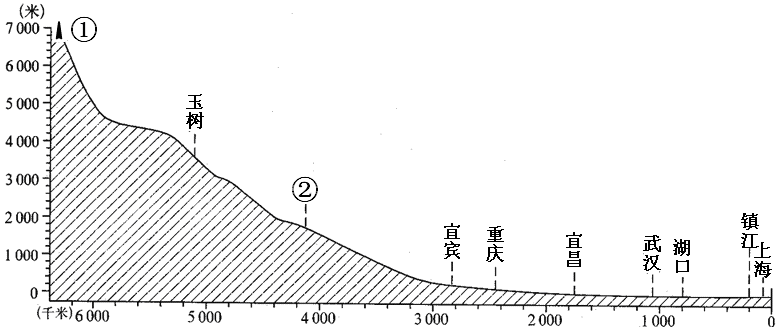 (米)
7 000
6 000
5 000
4 000
3 000
2 000
1 000
0
①
玉树
②
宜宾
重庆
宜昌
武汉
湖口
镇江
上海
(千米) 6 000 5 000 4 000 3 000 2 000 1 000 0